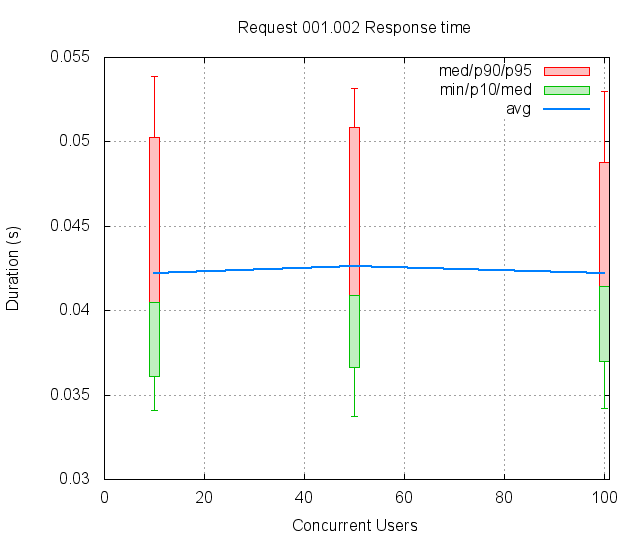 Request 001.002 Response time
0.055
0.05
0.045
0.04
0.035
0.03
Duration (s)
med/p90/p95
min/p10/med
avg
0 20 40 60 80 100
Concurrent Users